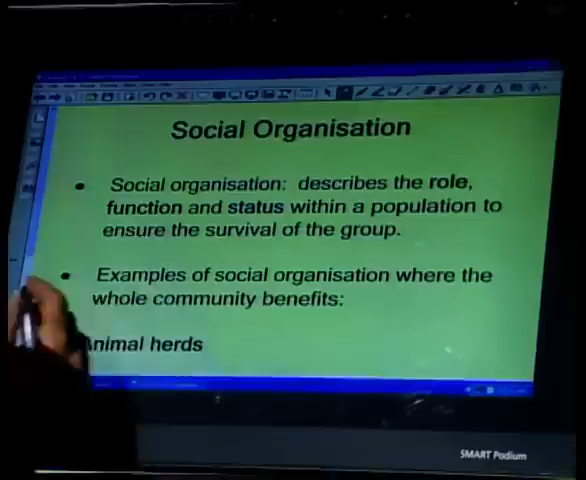 Social Organisation
• Social organisation: describes the role,
function and status within a population to
ensure the survival of the group.
• Examples of social organisation where the
whole community benefits:
Animal herds
SMART Podium